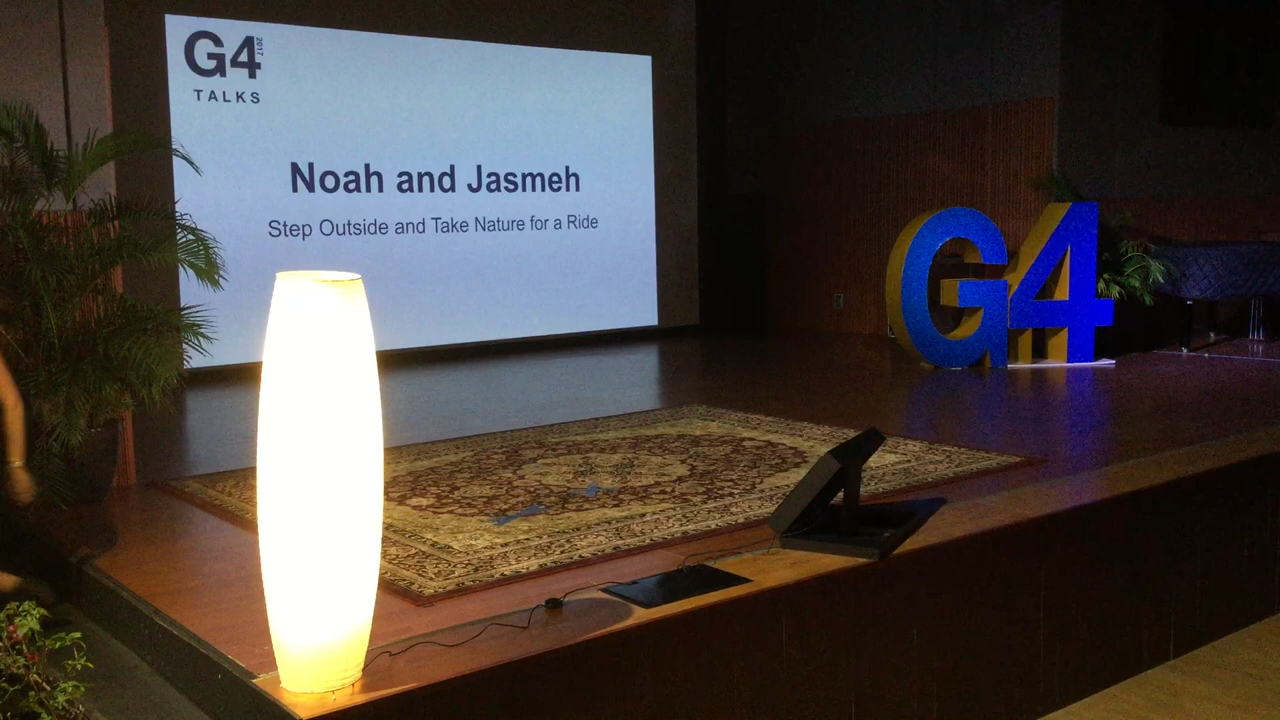 G4 2017
TALKS
Noah and Jasmeh
Step Outside and Take Nature for a Ride
G4